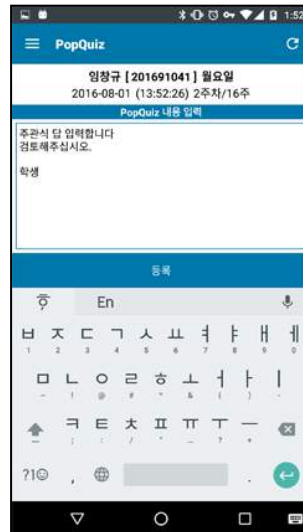 1:52
PopQuiz
임창규 [ 201691041 ] 월요일
2016-08-01 (13:52:26) 2주차/16주
PopQuiz 내용 입력
주관식 답 입력합니다
검토해주십시오.
학생
등록
En
ㅂ ㅈ ㄷ ㄱ ㅅ ㅛ ㅕ ㅑ ㅐ ㅔ
1 2 3 4 5 6 7 8 9 0
ㅁ ㄴ ㅇ ㄹ ㅎ ㅗ ㅓ ㅏ ㅣ
ㅋ ㅌ ㅊ ㅍ ㅠ ㅜ ㅡ
?1☺ , .